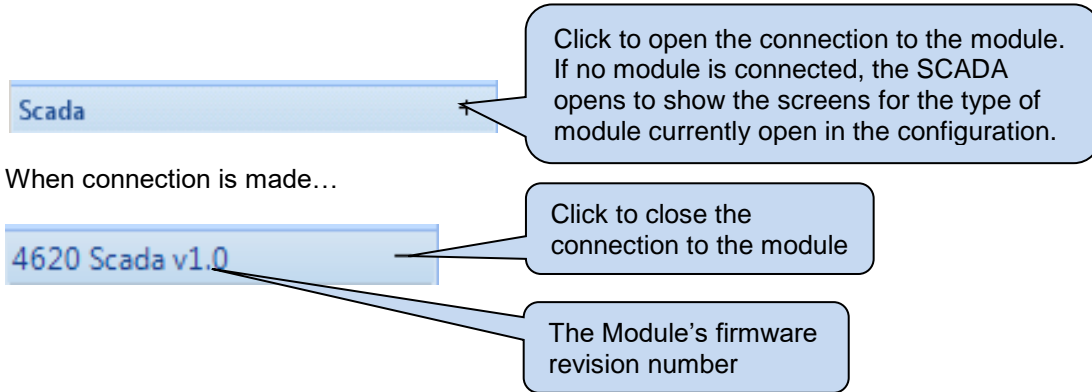 Click to open the connection to the module.
If no module is connected, the SCADA
opens to show the screens for the type of
module currently open in the configuration.
Scada +
When connection is made…
Click to close the
connection to the module
4620 Scada v1.0 –
The Module’s firmware
revision number